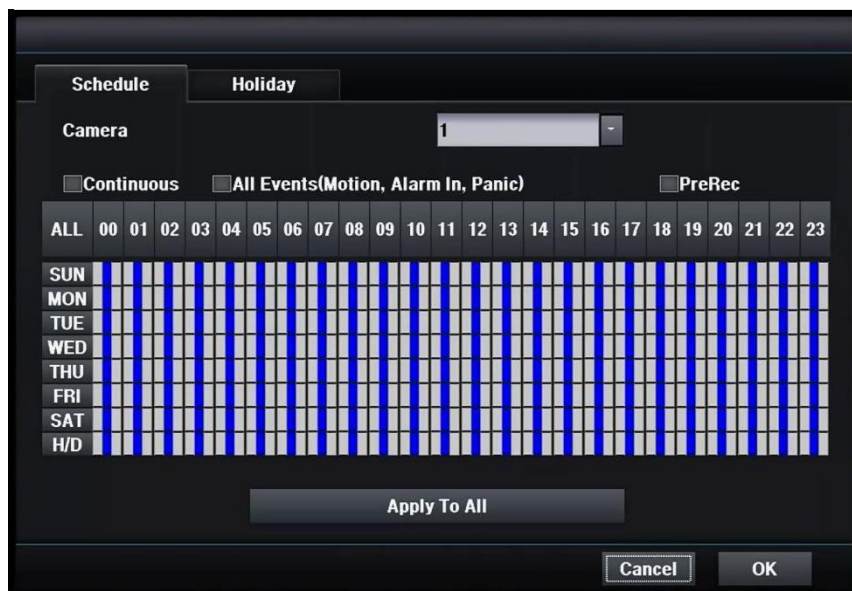 Schedule Holiday
Camera 1
Continuous All Events(Motion, Alarm In, Panic) PreRec
ALL 00 01 02 03 04 05 06 07 08 09 10 11 12 13 14 15 16 17 18 19 20 21 22 23
SUN
MON
TUE
WED
THU
FRI
SAT
H/D
Apply To All
Cancel OK